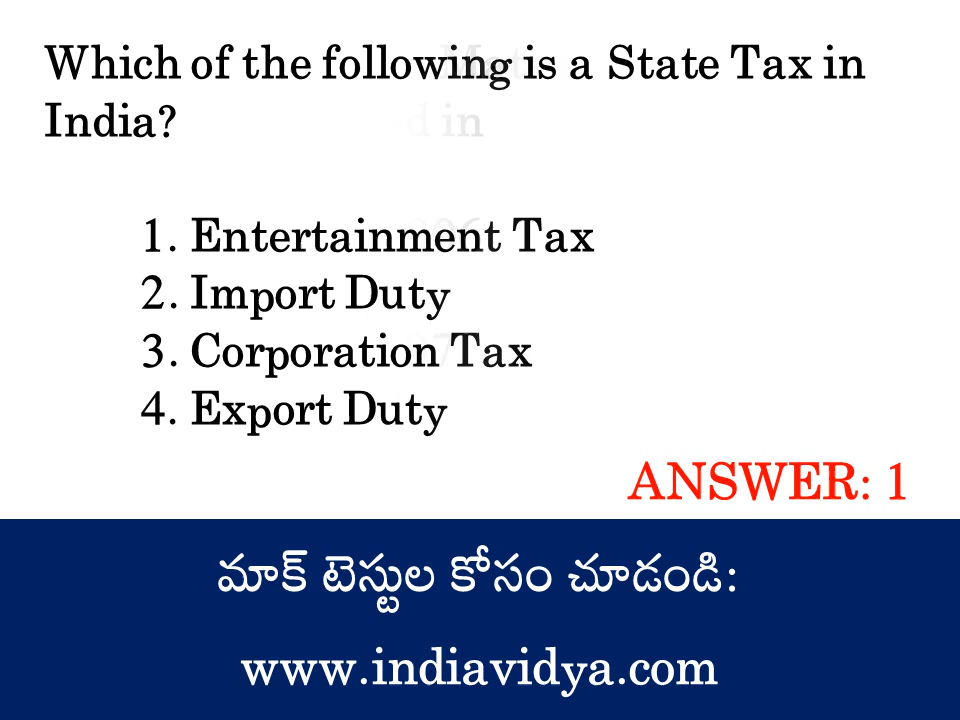 Which of the following is a State Tax in
India?
1. Entertainment Tax
2. Import Duty
3. Corporation Tax
4. Export Duty
ANSWER: 1
మాక్ టెస్టుల కోసం చూడండి:
www.indiavidya.com